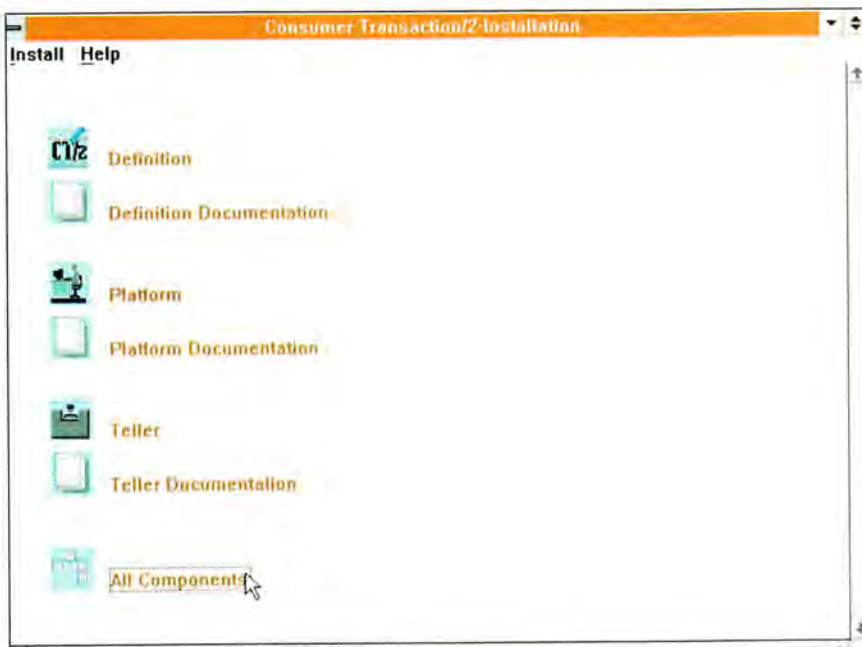 Consumer Transaction/2-Installation
Install Help
CT/2
Definition
Definition Documentation
Platform
Platform Documentation
Teller
Teller Documentation
All Components